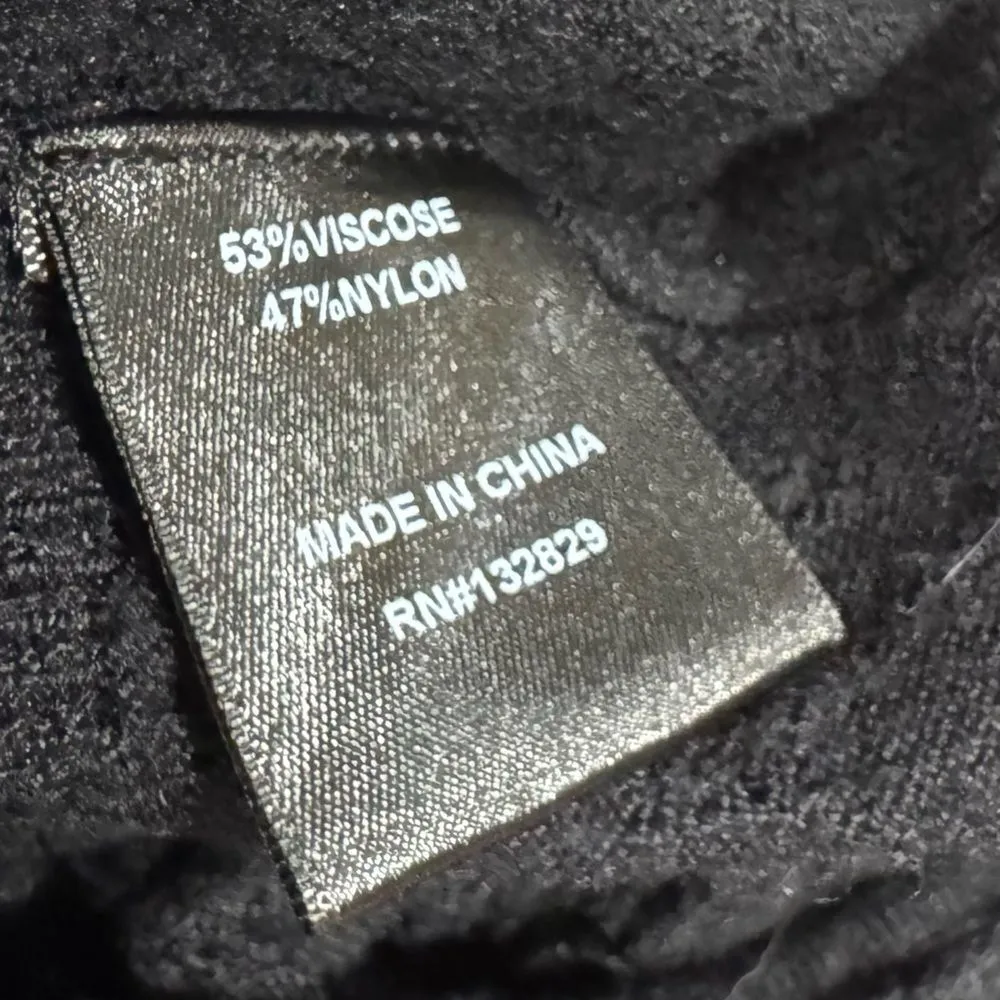 53%VISCOSE
47%NYLON
MADE IN CHINA
RN#132829